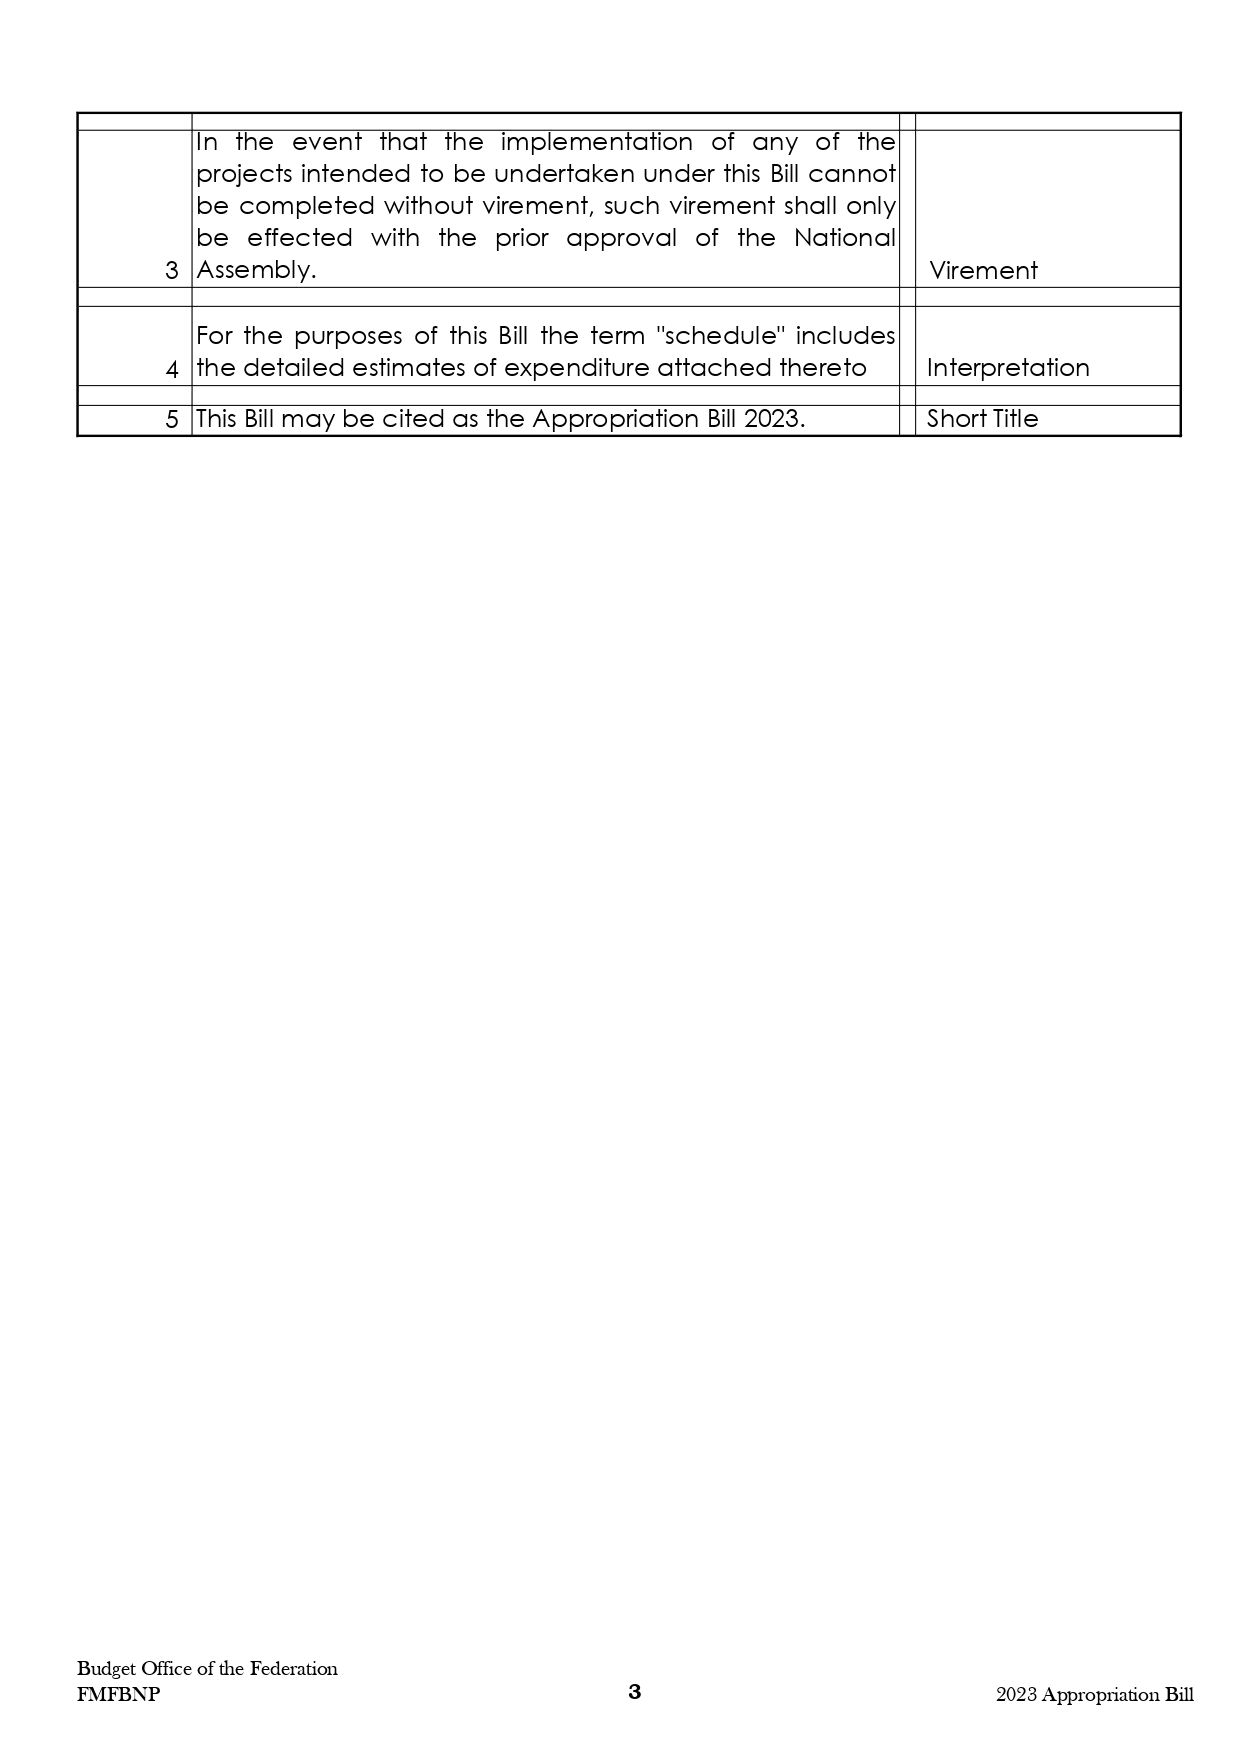 In the event that the implementation of any of the
projects intended to be undertaken under this Bill cannot
be completed without virement, such virement shall only
be effected with the prior approval of the National
3 Assembly. Virement
For the purposes of this Bill the term "schedule" includes
4 the detailed estimates of expenditure attached thereto Interpretation
5 This Bill may be cited as the Appropriation Bill 2023. Short Title
Budget Office of the Federation
FMFBNP 3 2023 Appropriation Bill